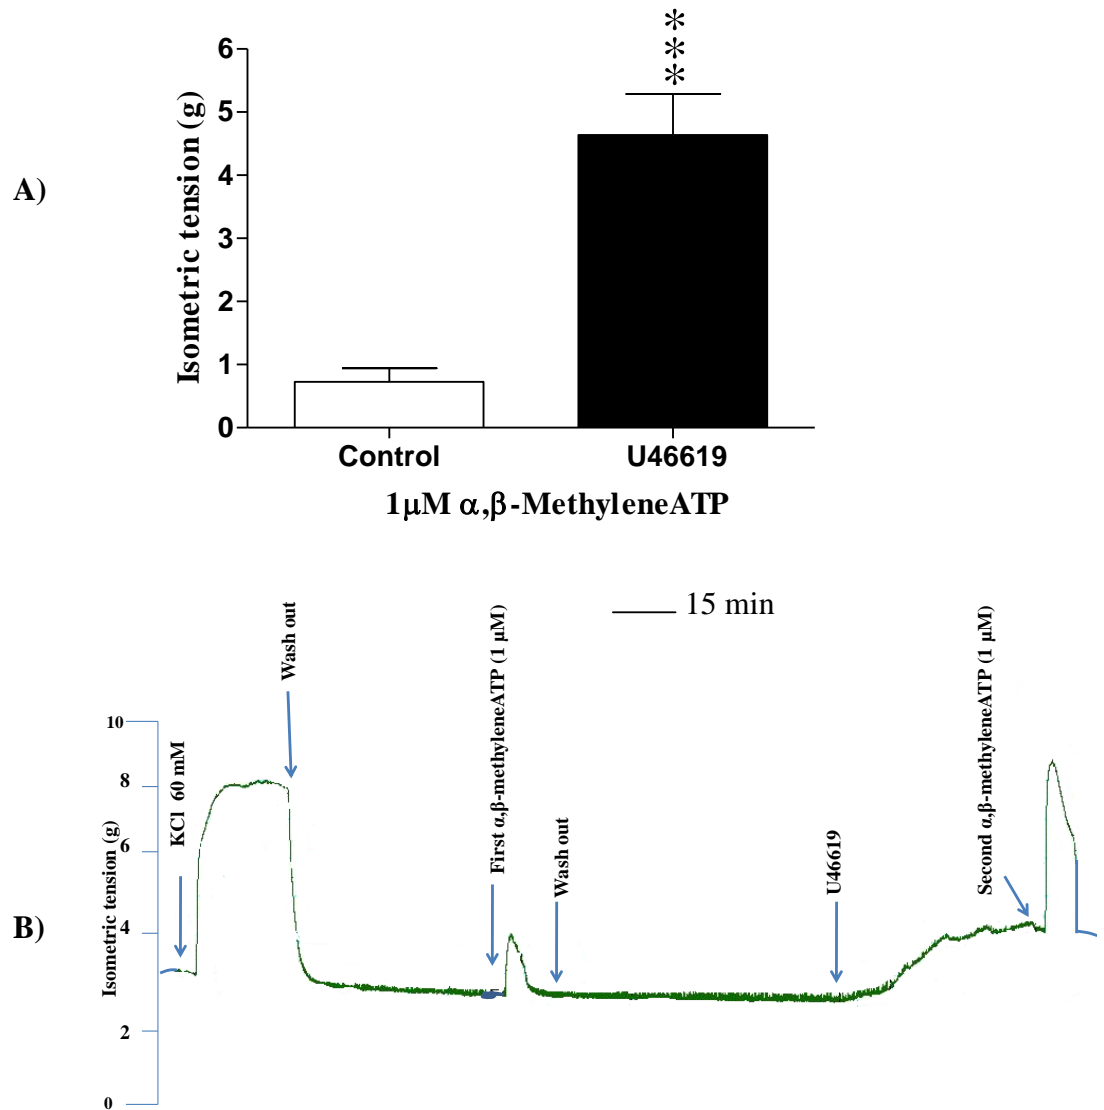 A)
Isometric tension (g)
6
5
4
3
2
1
0
***
Control
U46619
1µM α,β-MethyleneATP
B)
15 min
Isometric tension (g)
10
8
6
4
2
0
KCl 60 mM
Wash out
First α,β-methyleneATP (1 µM)
Wash out
U46619
Second α,β-methyleneATP (1 µM)